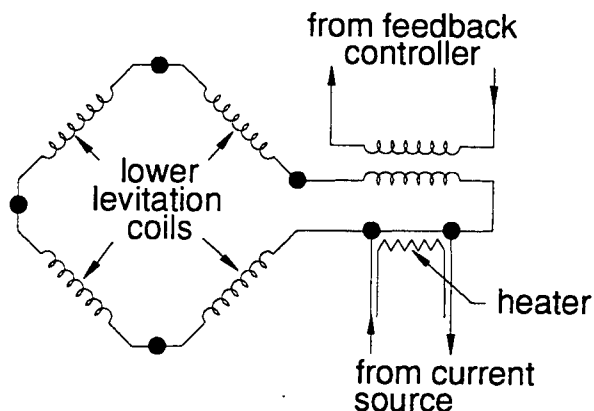 from feedback
controller
lower
levitation
coils
heater
from current
source